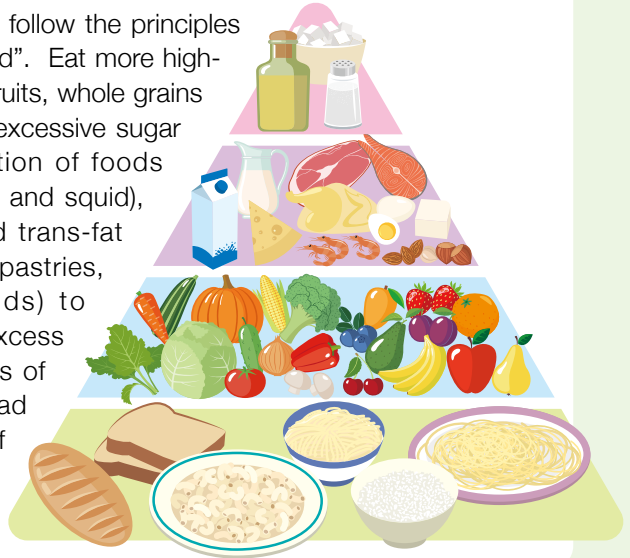 follow the principles
d”. Eat more high-
ruits, whole grains
excessive sugar
tion of foods
and squid),
d trans-fat
pastries,
ds) to
xcess
s of
ad
f